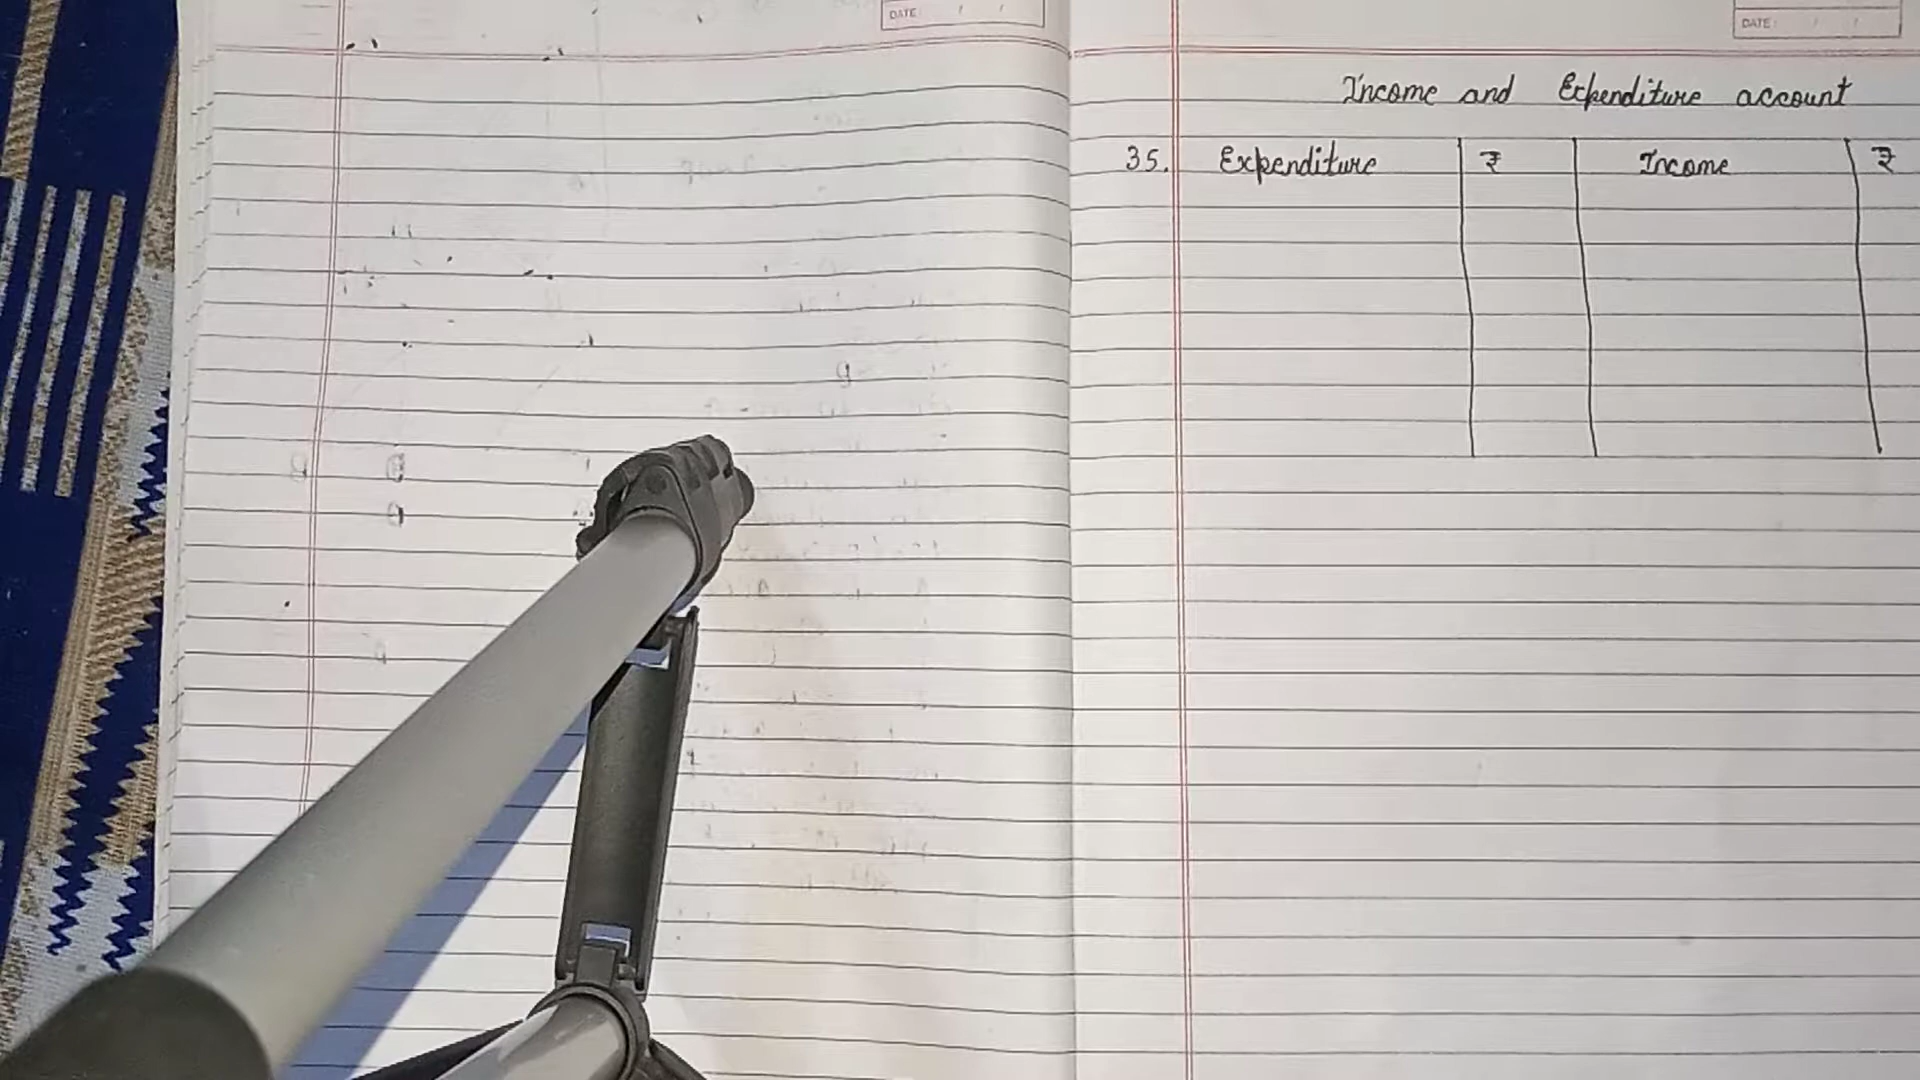 DATE: / /
DATE: / /
Income and Expenditure account
35. Expenditure ₹ Income ₹